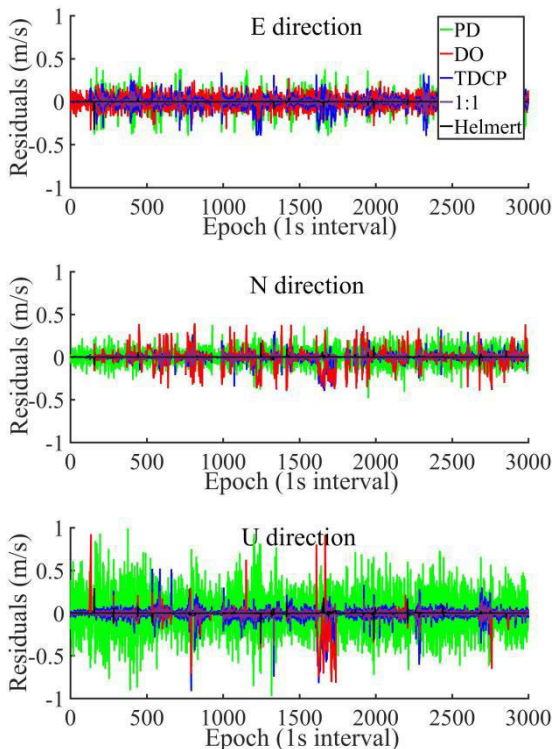 E direction
PD
DO
TDCP
1:1
Helmert
1
0.5
0
-0.5
-1
Residuals (m/s)
0 500 1000 1500 2000 2500 3000
Epoch (1s interval)
N direction
1
0.5
0
-0.5
-1
Residuals (m/s)
0 500 1000 1500 2000 2500 3000
Epoch (1s interval)
U direction
1
0.5
0
-0.5
-1
Residuals (m/s)
0 500 1000 1500 2000 2500 3000
Epoch (1s interval)